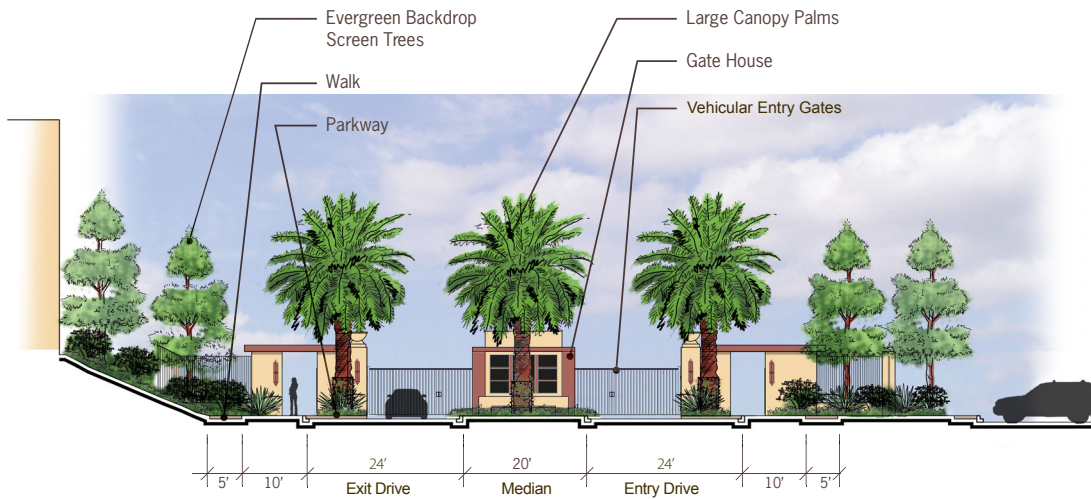 Evergreen Backdrop
Screen Trees
Walk
Parkway
Large Canopy Palms
Gate House
Vehicular Entry Gates
5′ 10′ 24′ 20′ 24′ 10′ 5′
Exit Drive Median Entry Drive